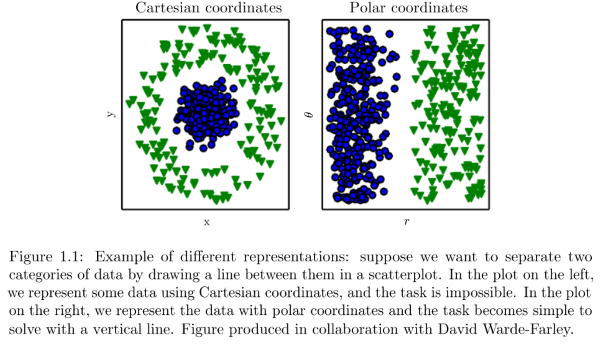 Cartesian coordinates
Polar coordinates
y
θ
x
r
Figure 1.1: Example of different representations: suppose we want to separate two
categories of data by drawing a line between them in a scatterplot. In the plot on the left,
we represent some data using Cartesian coordinates, and the task is impossible. In the plot
on the right, we represent the data with polar coordinates and the task becomes simple to
solve with a vertical line. Figure produced in collaboration with David Warde-Farley.